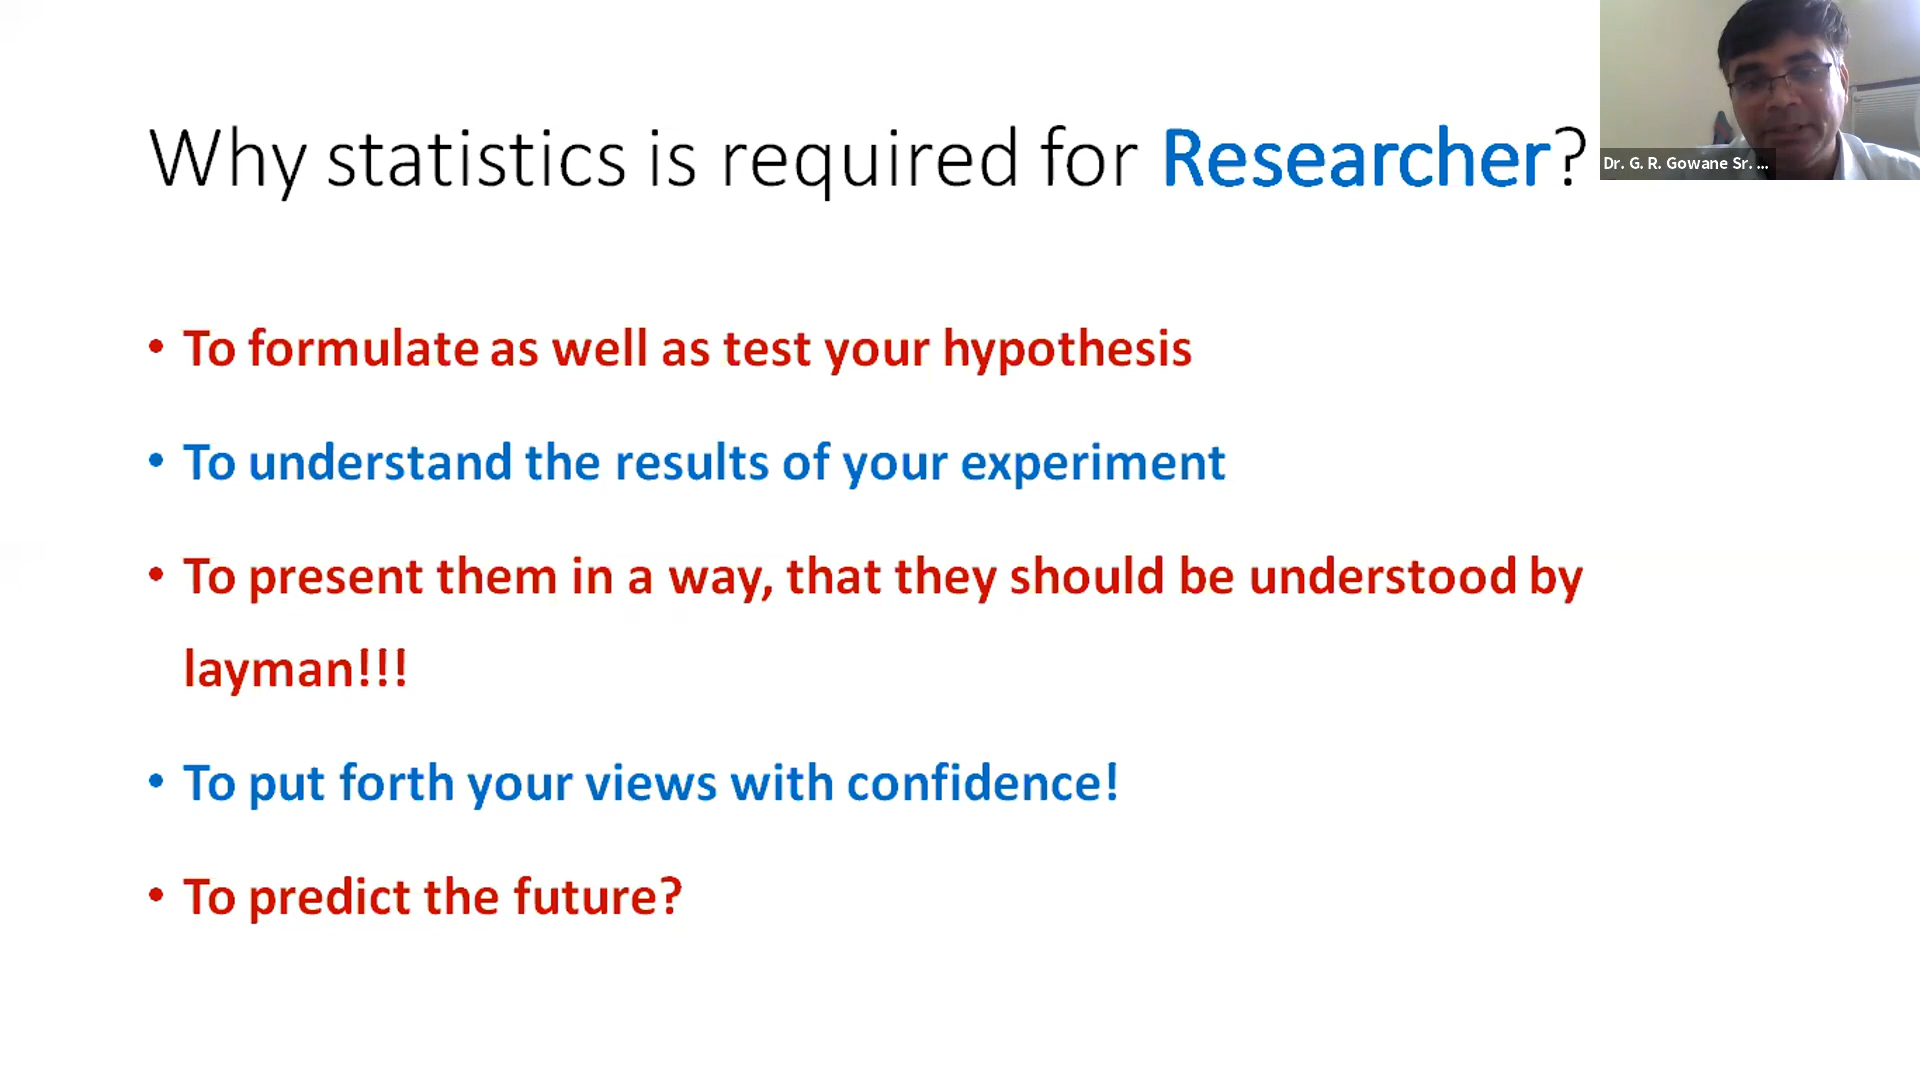 Why statistics is required for Researcher?
Dr. G. R. Gowane Sr. ...
• To formulate as well as test your hypothesis
• To understand the results of your experiment
• To present them in a way, that they should be understood by
layman!!!
• To put forth your views with confidence!
• To predict the future?